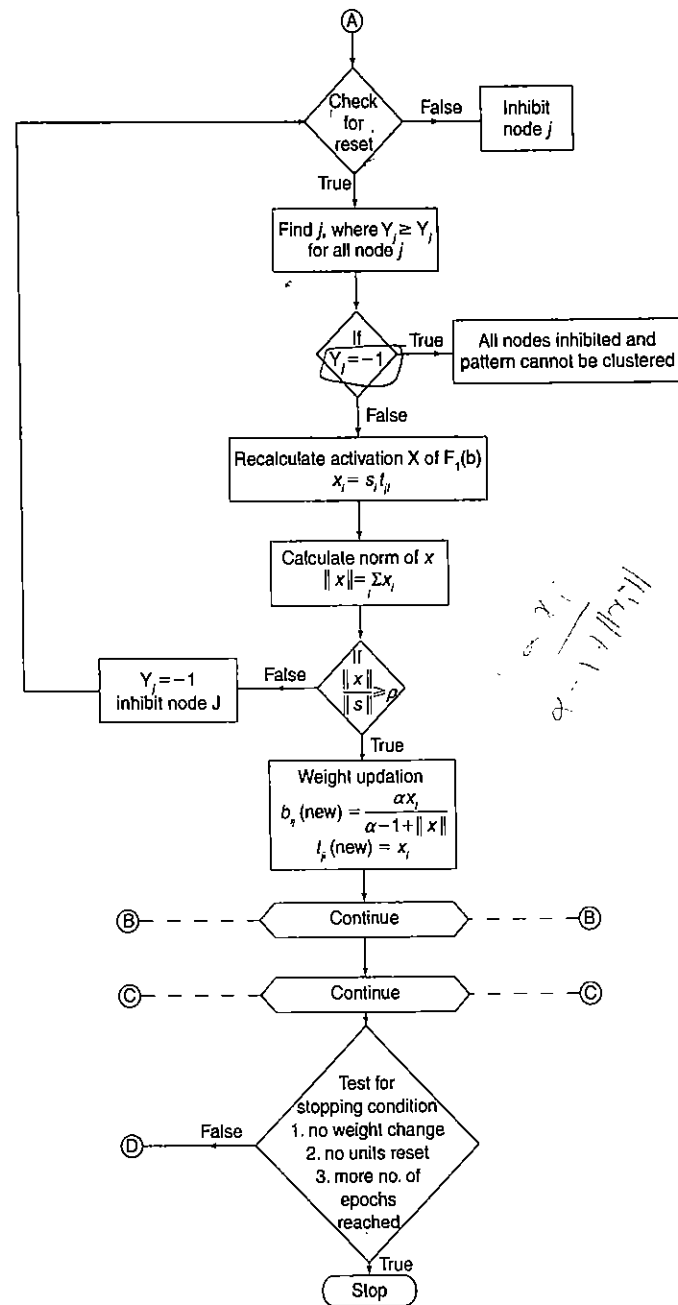 A
Check
for
reset
False
Inhibit
node j
True
Find j, where Y_j ≥ Y_j
for all node j
If
Y_j = −1
True
All nodes inhibited and
pattern cannot be clustered
False
Recalculate activation X of F₁(b)
x_i = s_i t_ji
Calculate norm of x
‖ x ‖ = Σ_i x_i
If
‖ x ‖
‖ s ‖ ≥ ρ
False
Y_j = −1
inhibit node J
True
Weight updation
b_ij (new) = αx_i / α − 1 + ‖ x ‖
t_ji (new) = x_i
B
Continue
B
C
Continue
C
Test for
stopping condition
1. no weight change
2. no units reset
3. more no. of
epochs
reached
False
D
True
Stop